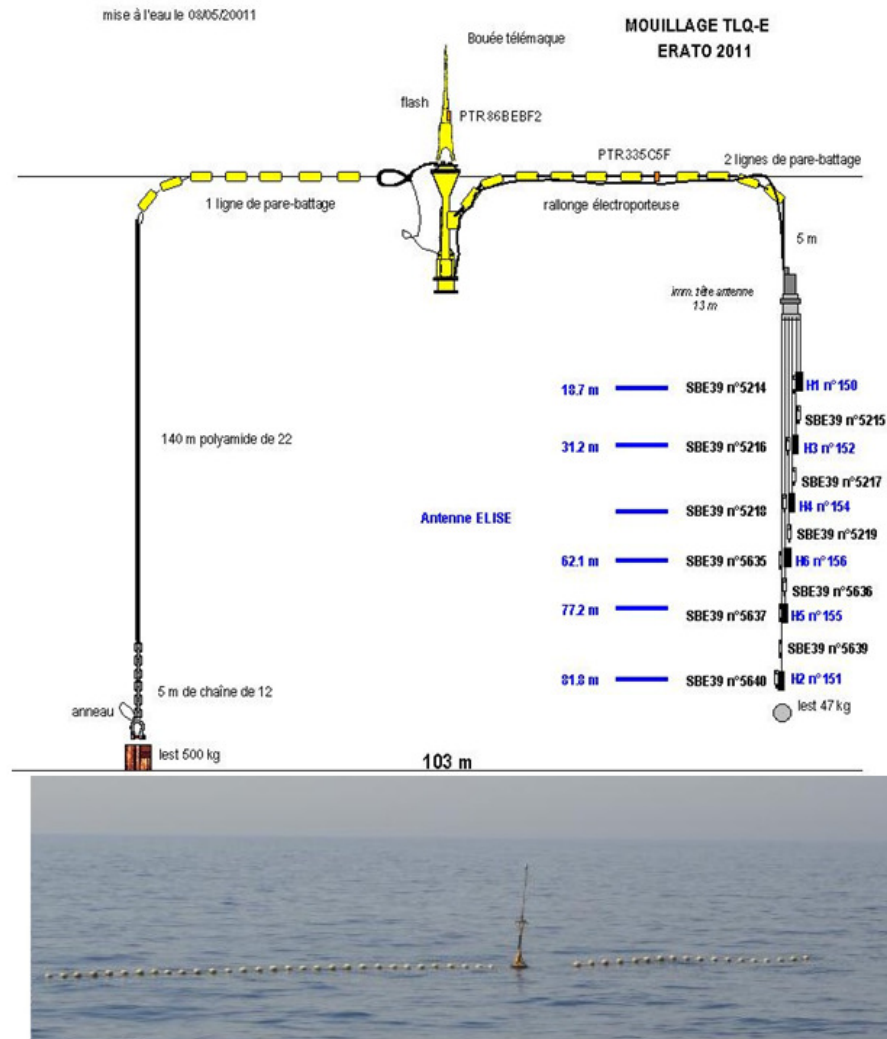 mise à l'eau le 08/05/20011
MOUILLAGE TLQ-E
ERATO 2011
Bouée télémaque
flash
PTR86BEBF2
PTR335C5F
2 lignes de pare-battage
1 ligne de pare-battage
rallonge électroporteuse
5 m
imm. tête antenne
13 m
18.7 m
SBE39 n°5214
H1 n°150
SBE39 n°5215
140 m polyamide de 22
31.2 m
SBE39 n°5216
H3 n°152
SBE39 n°5217
Antenne ELISE
SBE39 n°5218
H4 n°154
SBE39 n°5219
62.1 m
SBE39 n°5635
H6 n°156
SBE39 n°5636
77.2 m
SBE39 n°5637
H5 n°155
SBE39 n°5639
81.8 m
SBE39 n°5640
H2 n°151
5 m de chaîne de 12
anneau
lest 47 kg
lest 500 kg
103 m